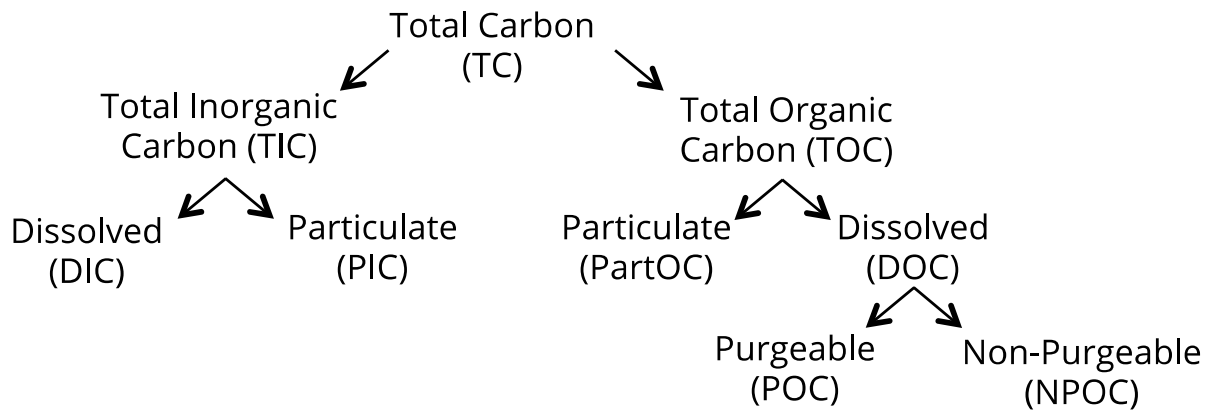 Total Carbon
(TC)
Total Inorganic
Carbon (TIC)
Total Organic
Carbon (TOC)
Dissolved
(DIC)
Particulate
(PIC)
Particulate
(PartOC)
Dissolved
(DOC)
Purgeable
(POC)
Non-Purgeable
(NPOC)